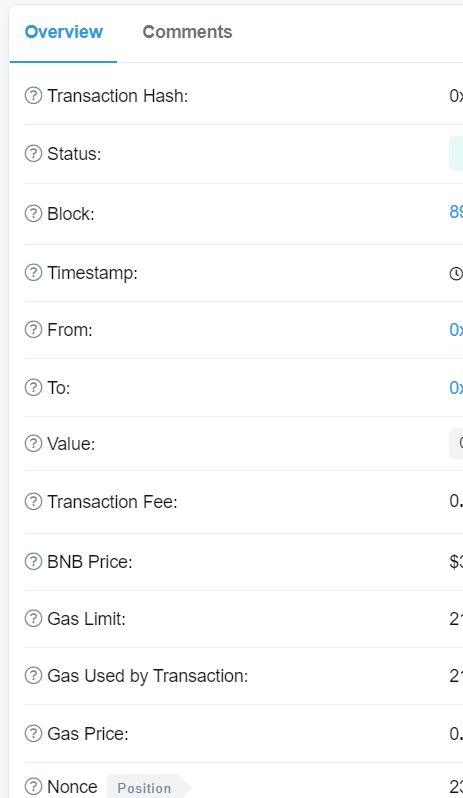 Overview Comments
Transaction Hash: 0x
Status:
Block: 89
Timestamp:
From: 0x
To: 0x
Value:
Transaction Fee: 0.
BNB Price: $3
Gas Limit: 21
Gas Used by Transaction: 21
Gas Price: 0.
Nonce Position 23